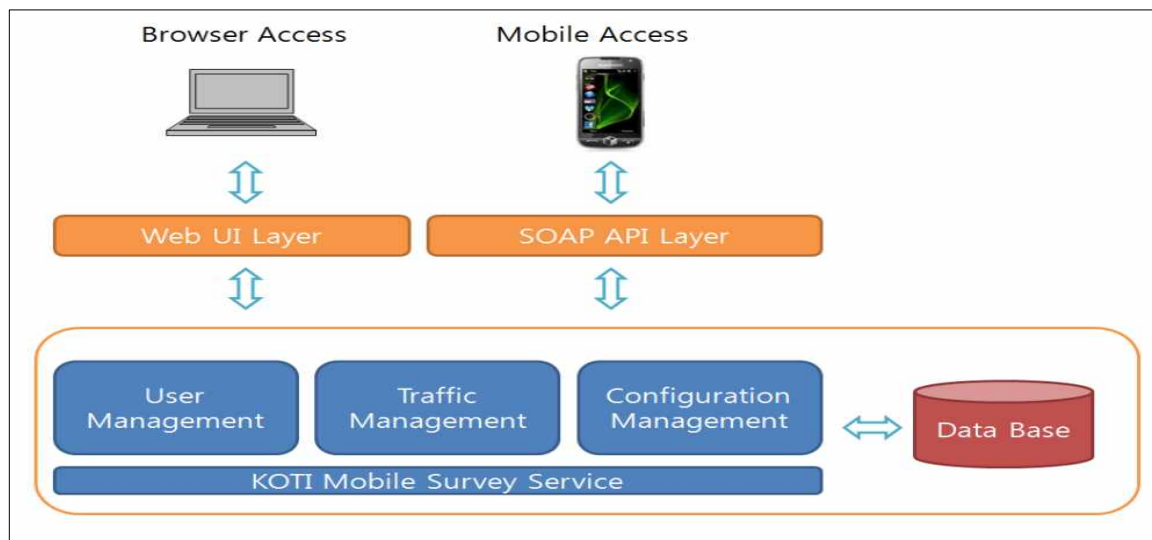 Browser Access
Mobile Access
Web UI Layer
SOAP API Layer
User
Management
Traffic
Management
Configuration
Management
Data Base
KOTI Mobile Survey Service